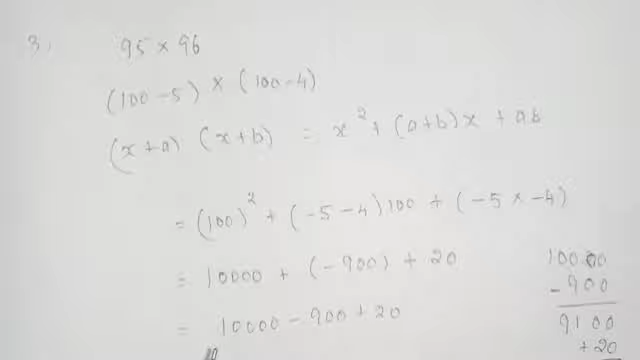 3. 95 × 96
(100 - 5) × (100 - 4)
(x + a) (x + b) = x² + (a + b) x + ab
= (100)² + (-5 - 4) 100 + (-5 × -4)
= 10000 + (-900) + 20
= 10000 - 900 + 20
10000
- 900
9100
+ 20